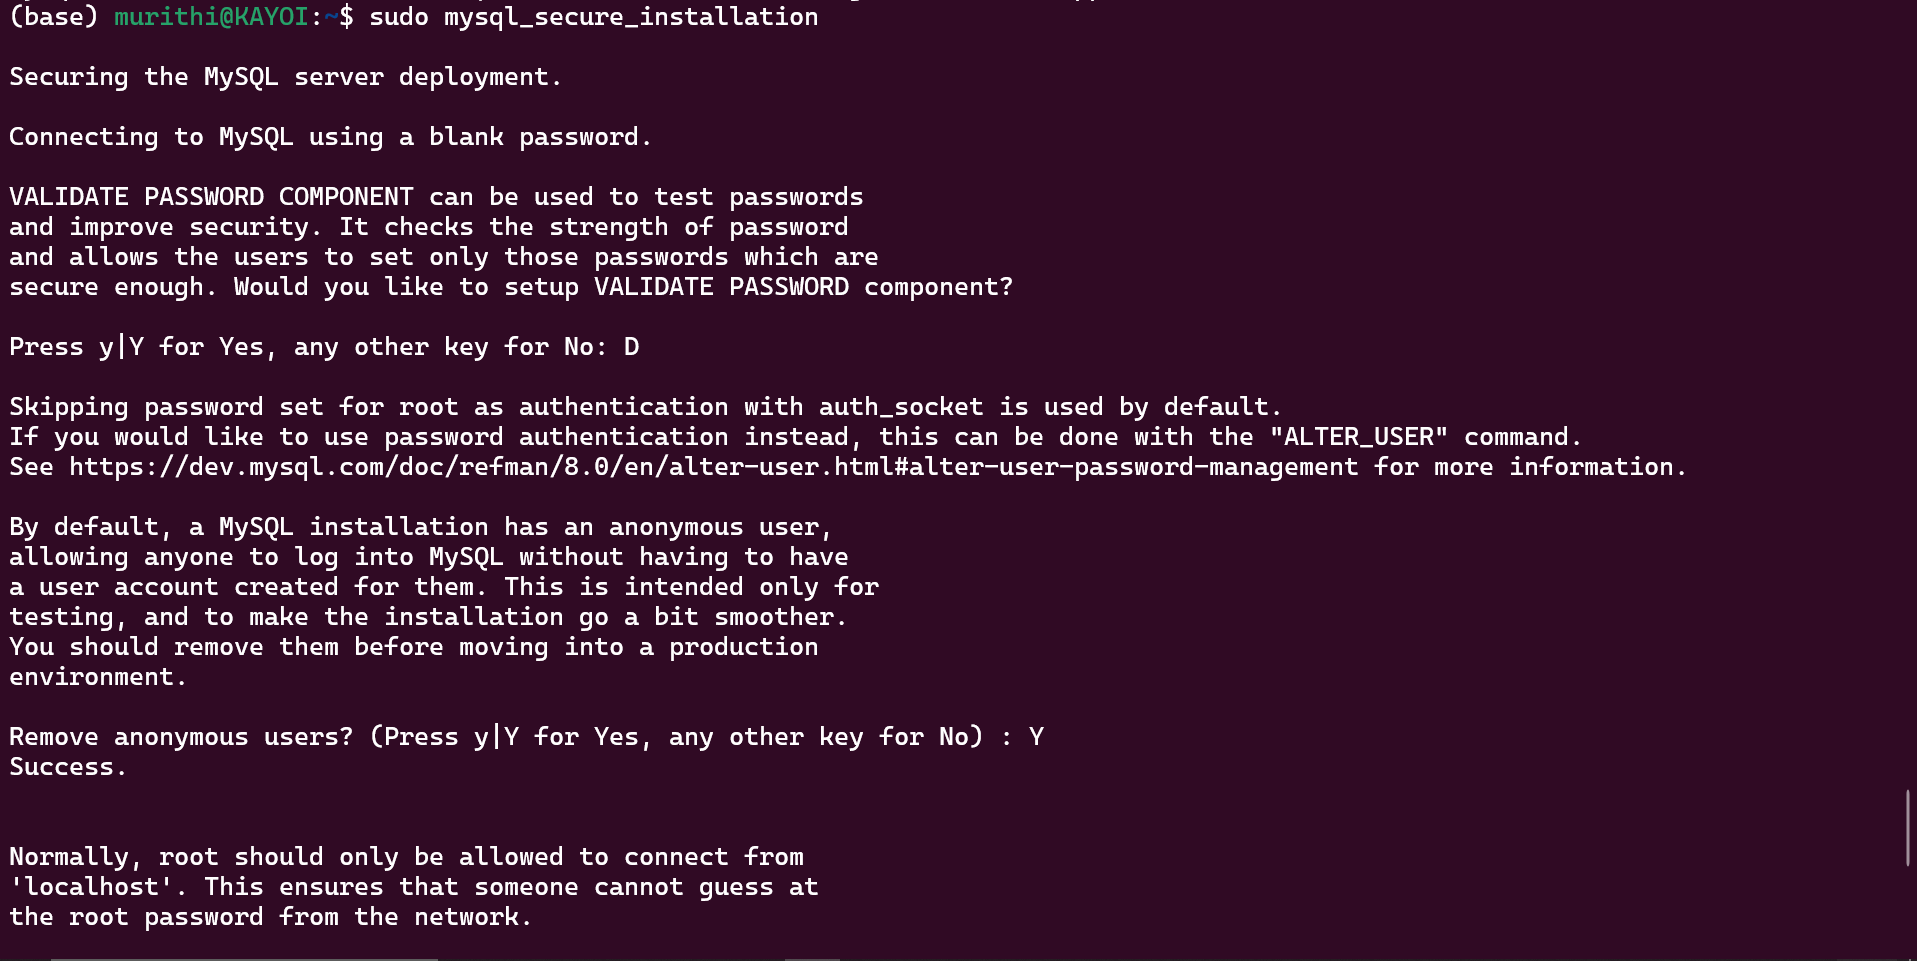 (base) murithi@KAYOI:~$ sudo mysql_secure_installation
Securing the MySQL server deployment.
Connecting to MySQL using a blank password.
VALIDATE PASSWORD COMPONENT can be used to test passwords
and improve security. It checks the strength of password
and allows the users to set only those passwords which are
secure enough. Would you like to setup VALIDATE PASSWORD component?
Press y|Y for Yes, any other key for No: D
Skipping password set for root as authentication with auth_socket is used by default.
If you would like to use password authentication instead, this can be done with the "ALTER_USER" command.
See https://dev.mysql.com/doc/refman/8.0/en/alter-user.html#alter-user-password-management for more information.
By default, a MySQL installation has an anonymous user,
allowing anyone to log into MySQL without having to have
a user account created for them. This is intended only for
testing, and to make the installation go a bit smoother.
You should remove them before moving into a production
environment.
Remove anonymous users? (Press y|Y for Yes, any other key for No) : Y
Success.
Normally, root should only be allowed to connect from
'localhost'. This ensures that someone cannot guess at
the root password from the network.